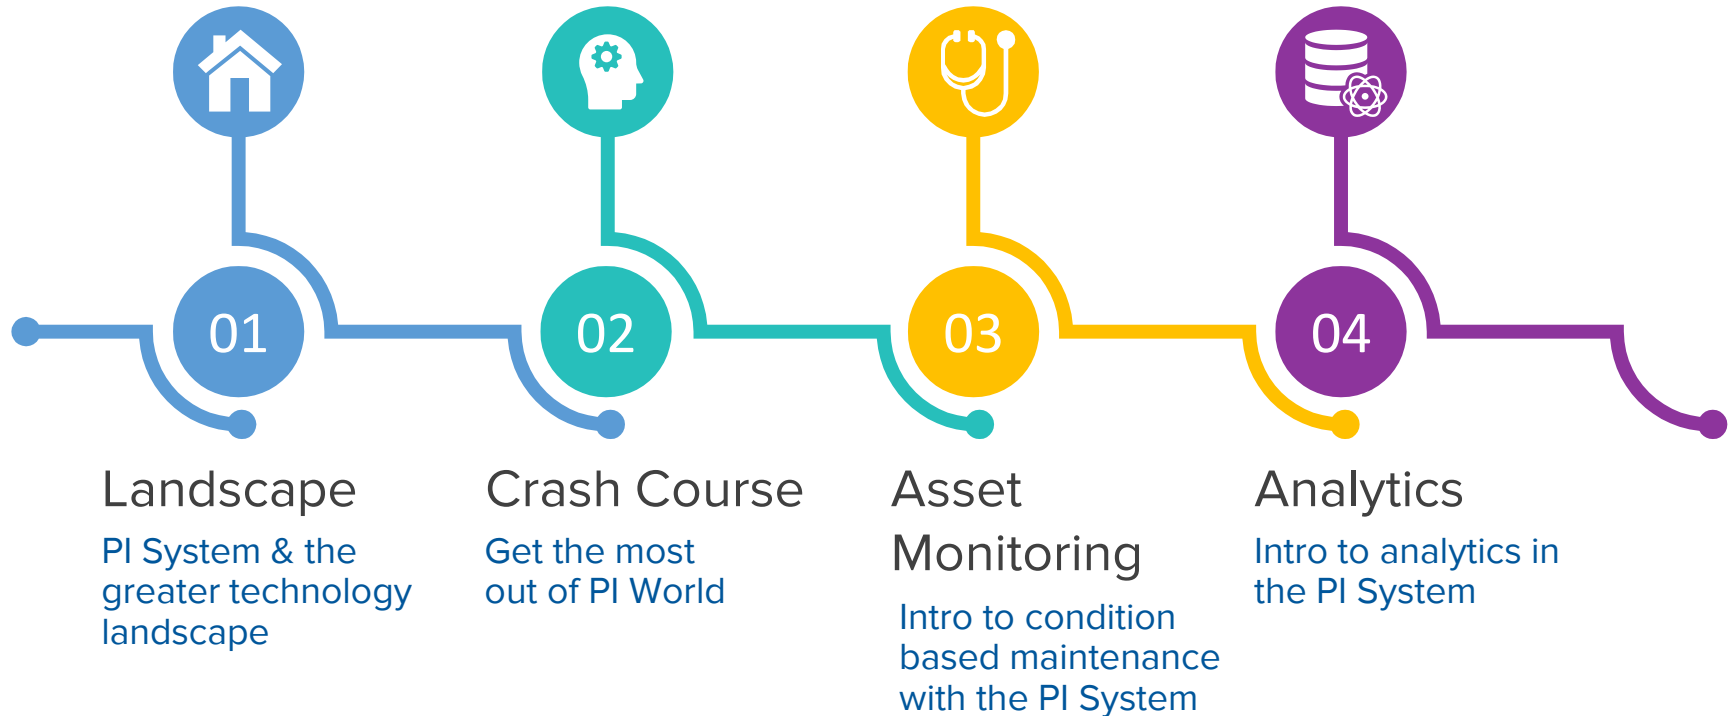 01
02
03
04
Landscape
PI System & the
greater technology
landscape
Crash Course
Get the most
out of PI World
Asset
Monitoring
Intro to condition
based maintenance
with the PI System
Analytics
Intro to analytics in
the PI System